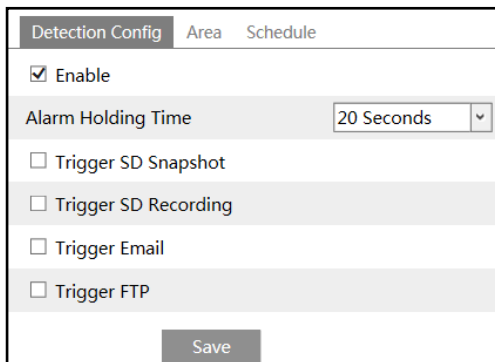 Detection Config Area Schedule
Enable
Alarm Holding Time 20 Seconds
Trigger SD Snapshot
Trigger SD Recording
Trigger Email
Trigger FTP
Save